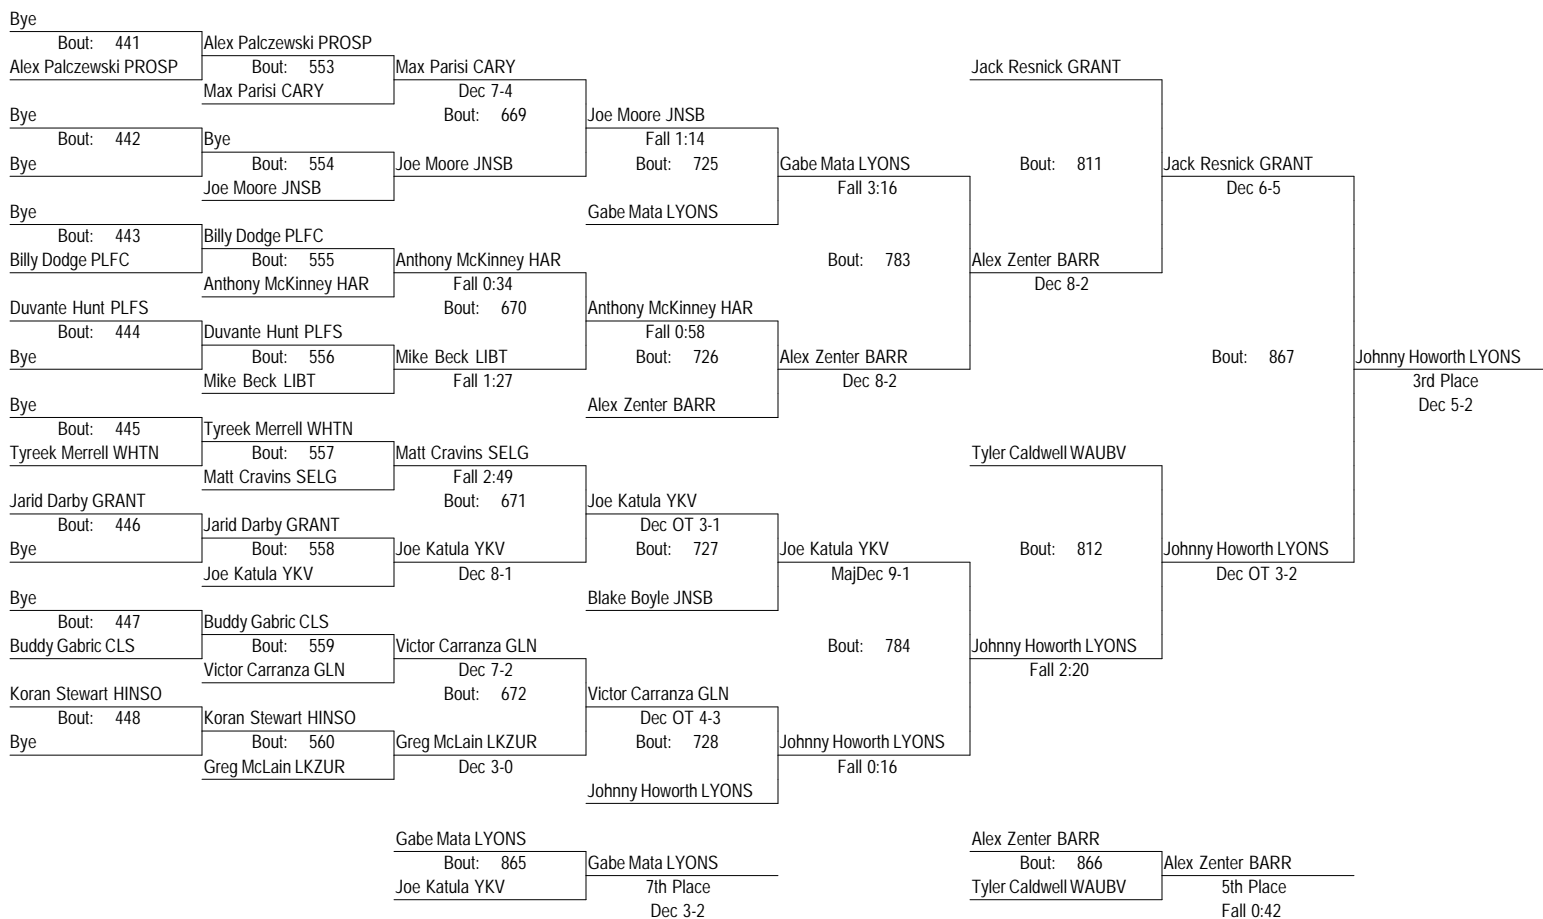 Bye
Bout: 441 Alex Palczewski PROSP
Alex Palczewski PROSP Bout: 553 Max Parisi CARY Jack Resnick GRANT
Max Parisi CARY Dec 7-4
Bye Bout: 669 Joe Moore JNSB
Bout: 442 Bye Fall 1:14
Bye Bout: 554 Joe Moore JNSB Bout: 725 Gabe Mata LYONS Bout: 811 Jack Resnick GRANT
Joe Moore JNSB Fall 3:16 Dec 6-5
Bye Gabe Mata LYONS
Bout: 443 Billy Dodge PLFC
Billy Dodge PLFC Bout: 555 Anthony McKinney HAR Bout: 783 Alex Zenter BARR
Anthony McKinney HAR Fall 0:34 Dec 8-2
Duvante Hunt PLFS Bout: 670 Anthony McKinney HAR
Bout: 444 Duvante Hunt PLFS Fall 0:58
Bye Bout: 556 Mike Beck LIBT Bout: 726 Alex Zenter BARR Bout: 867 Johnny Howorth LYONS
Mike Beck LIBT Fall 1:27 Dec 8-2 3rd Place
Bye Alex Zenter BARR Dec 5-2
Bout: 445 Tyreek Merrell WHTN
Tyreek Merrell WHTN Bout: 557 Matt Cravins SELG Tyler Caldwell WAUBV
Matt Cravins SELG Fall 2:49
Jarid Darby GRANT Bout: 671 Joe Katula YKV
Bout: 446 Jarid Darby GRANT Dec OT 3-1
Bye Bout: 558 Joe Katula YKV Bout: 727 Joe Katula YKV Bout: 812 Johnny Howorth LYONS
Joe Katula YKV Dec 8-1 MajDec 9-1 Dec OT 3-2
Bye Blake Boyle JNSB
Bout: 447 Buddy Gabric CLS
Buddy Gabric CLS Bout: 559 Victor Carranza GLN Bout: 784 Johnny Howorth LYONS
Victor Carranza GLN Dec 7-2 Fall 2:20
Koran Stewart HINSO Bout: 672 Victor Carranza GLN
Bout: 448 Koran Stewart HINSO Dec OT 4-3
Bye Bout: 560 Greg McLain LKZUR Bout: 728 Johnny Howorth LYONS
Greg McLain LKZUR Dec 3-0 Fall 0:16
Johnny Howorth LYONS
Gabe Mata LYONS Alex Zenter BARR
Bout: 865 Gabe Mata LYONS Bout: 866 Alex Zenter BARR
Joe Katula YKV 7th Place Tyler Caldwell WAUBV 5th Place
Dec 3-2 Fall 0:42